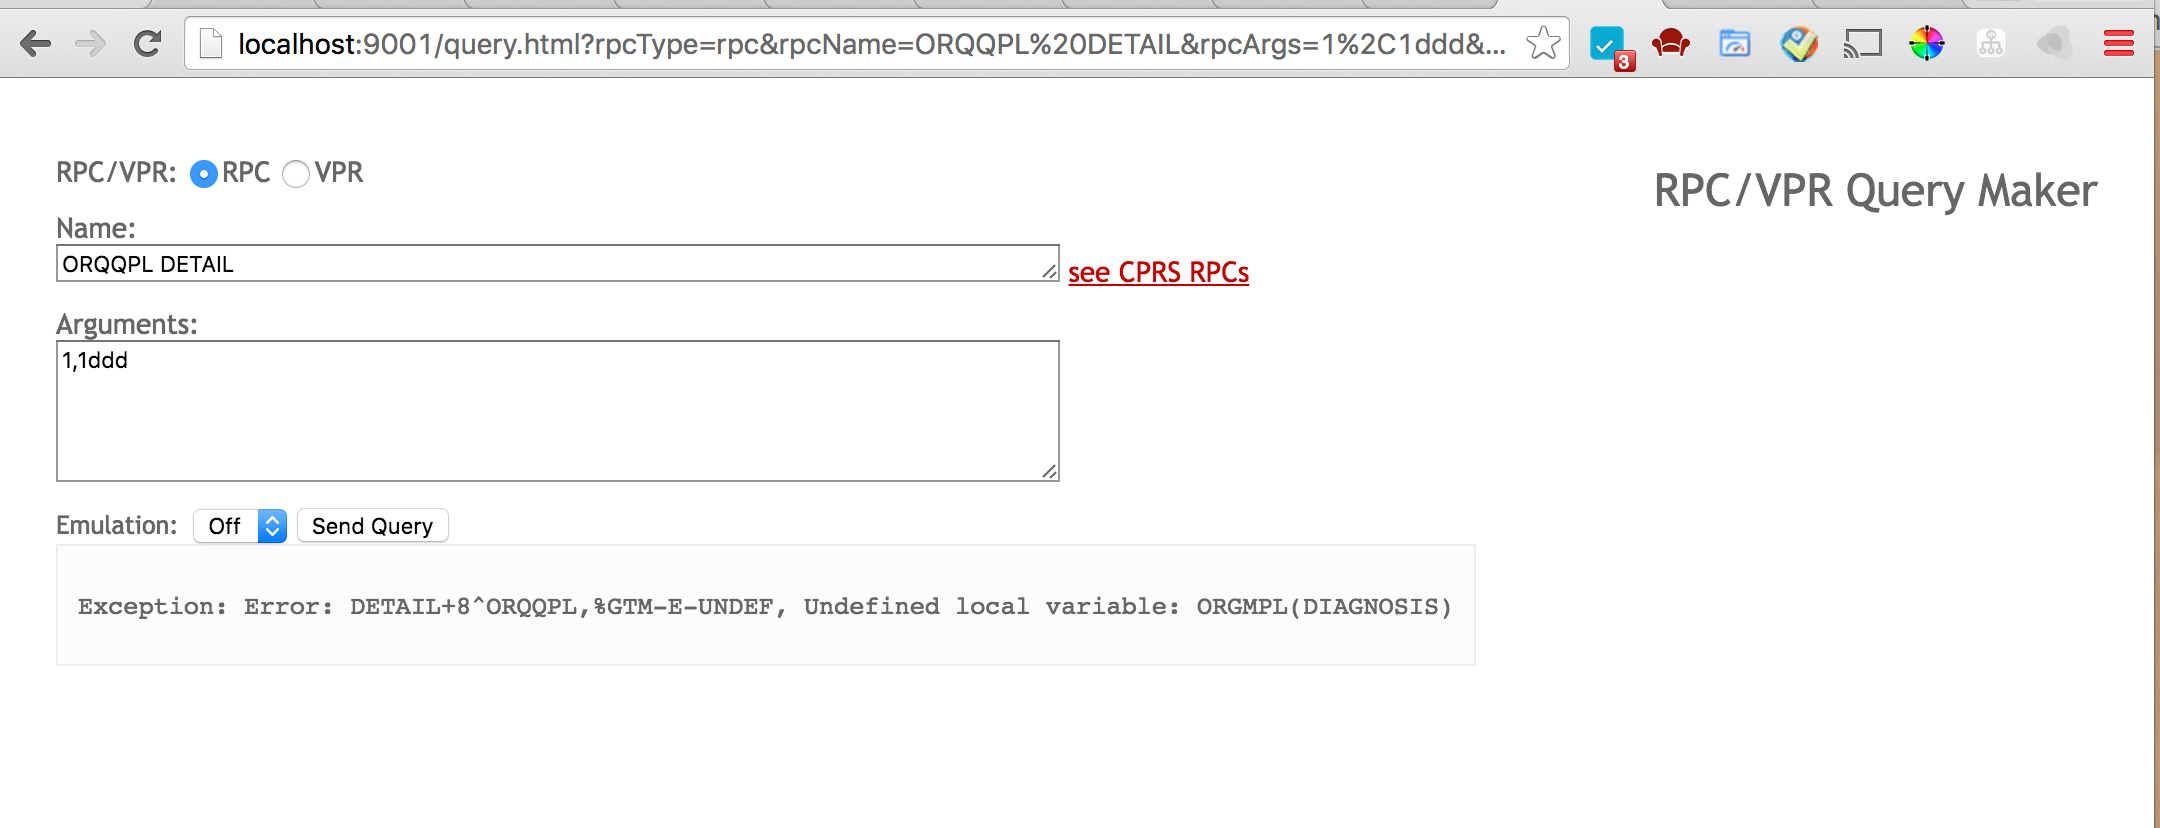 localhost:9001/query.html?rpcType=rpc&rpcName=ORQQPL%20DETAIL&rpcArgs=1%2C1ddd&...
3
RPC/VPR: RPC VPR
RPC/VPR Query Maker
Name:
ORQQPL DETAIL
see CPRS RPCs
Arguments:
1,1ddd
Emulation: Off Send Query
Exception: Error: DETAIL+8^ORQQPL,%GTM-E-UNDEF, Undefined local variable: ORGMPL(DIAGNOSIS)